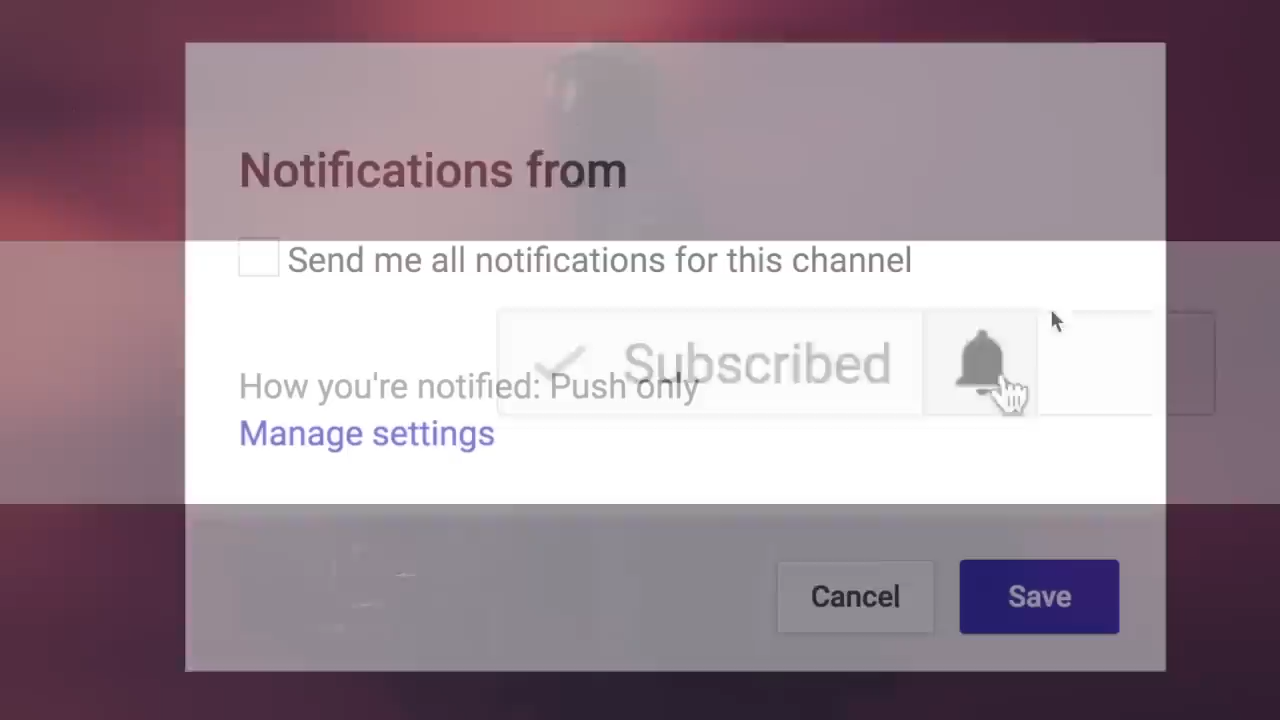 Notifications from
Send me all notifications for this channel
Subscribed
How you're notified: Push only
Manage settings
Cancel
Save